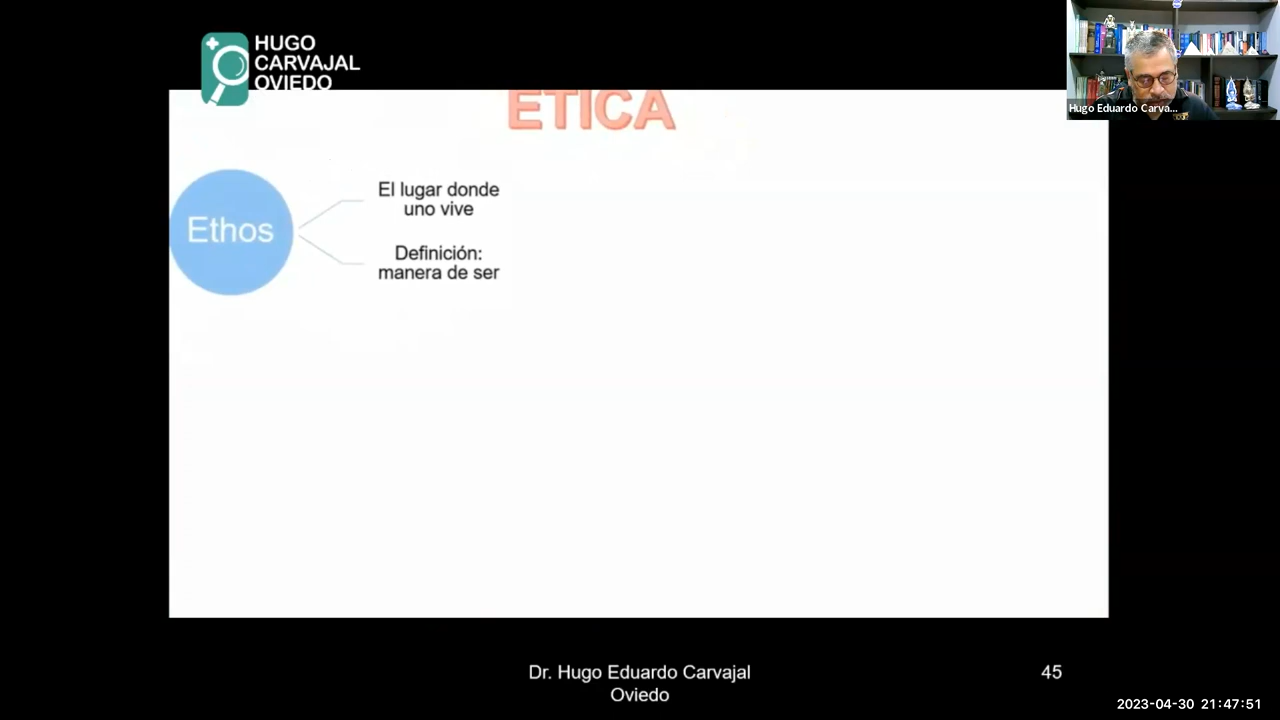 HUGO
CARVAJAL
OVIEDO
Hugo Eduardo Carva...
ETICA
El lugar donde
uno vive
Ethos
Definición:
manera de ser
Dr. Hugo Eduardo Carvajal
Oviedo
45
2023-04-30 21:47:51